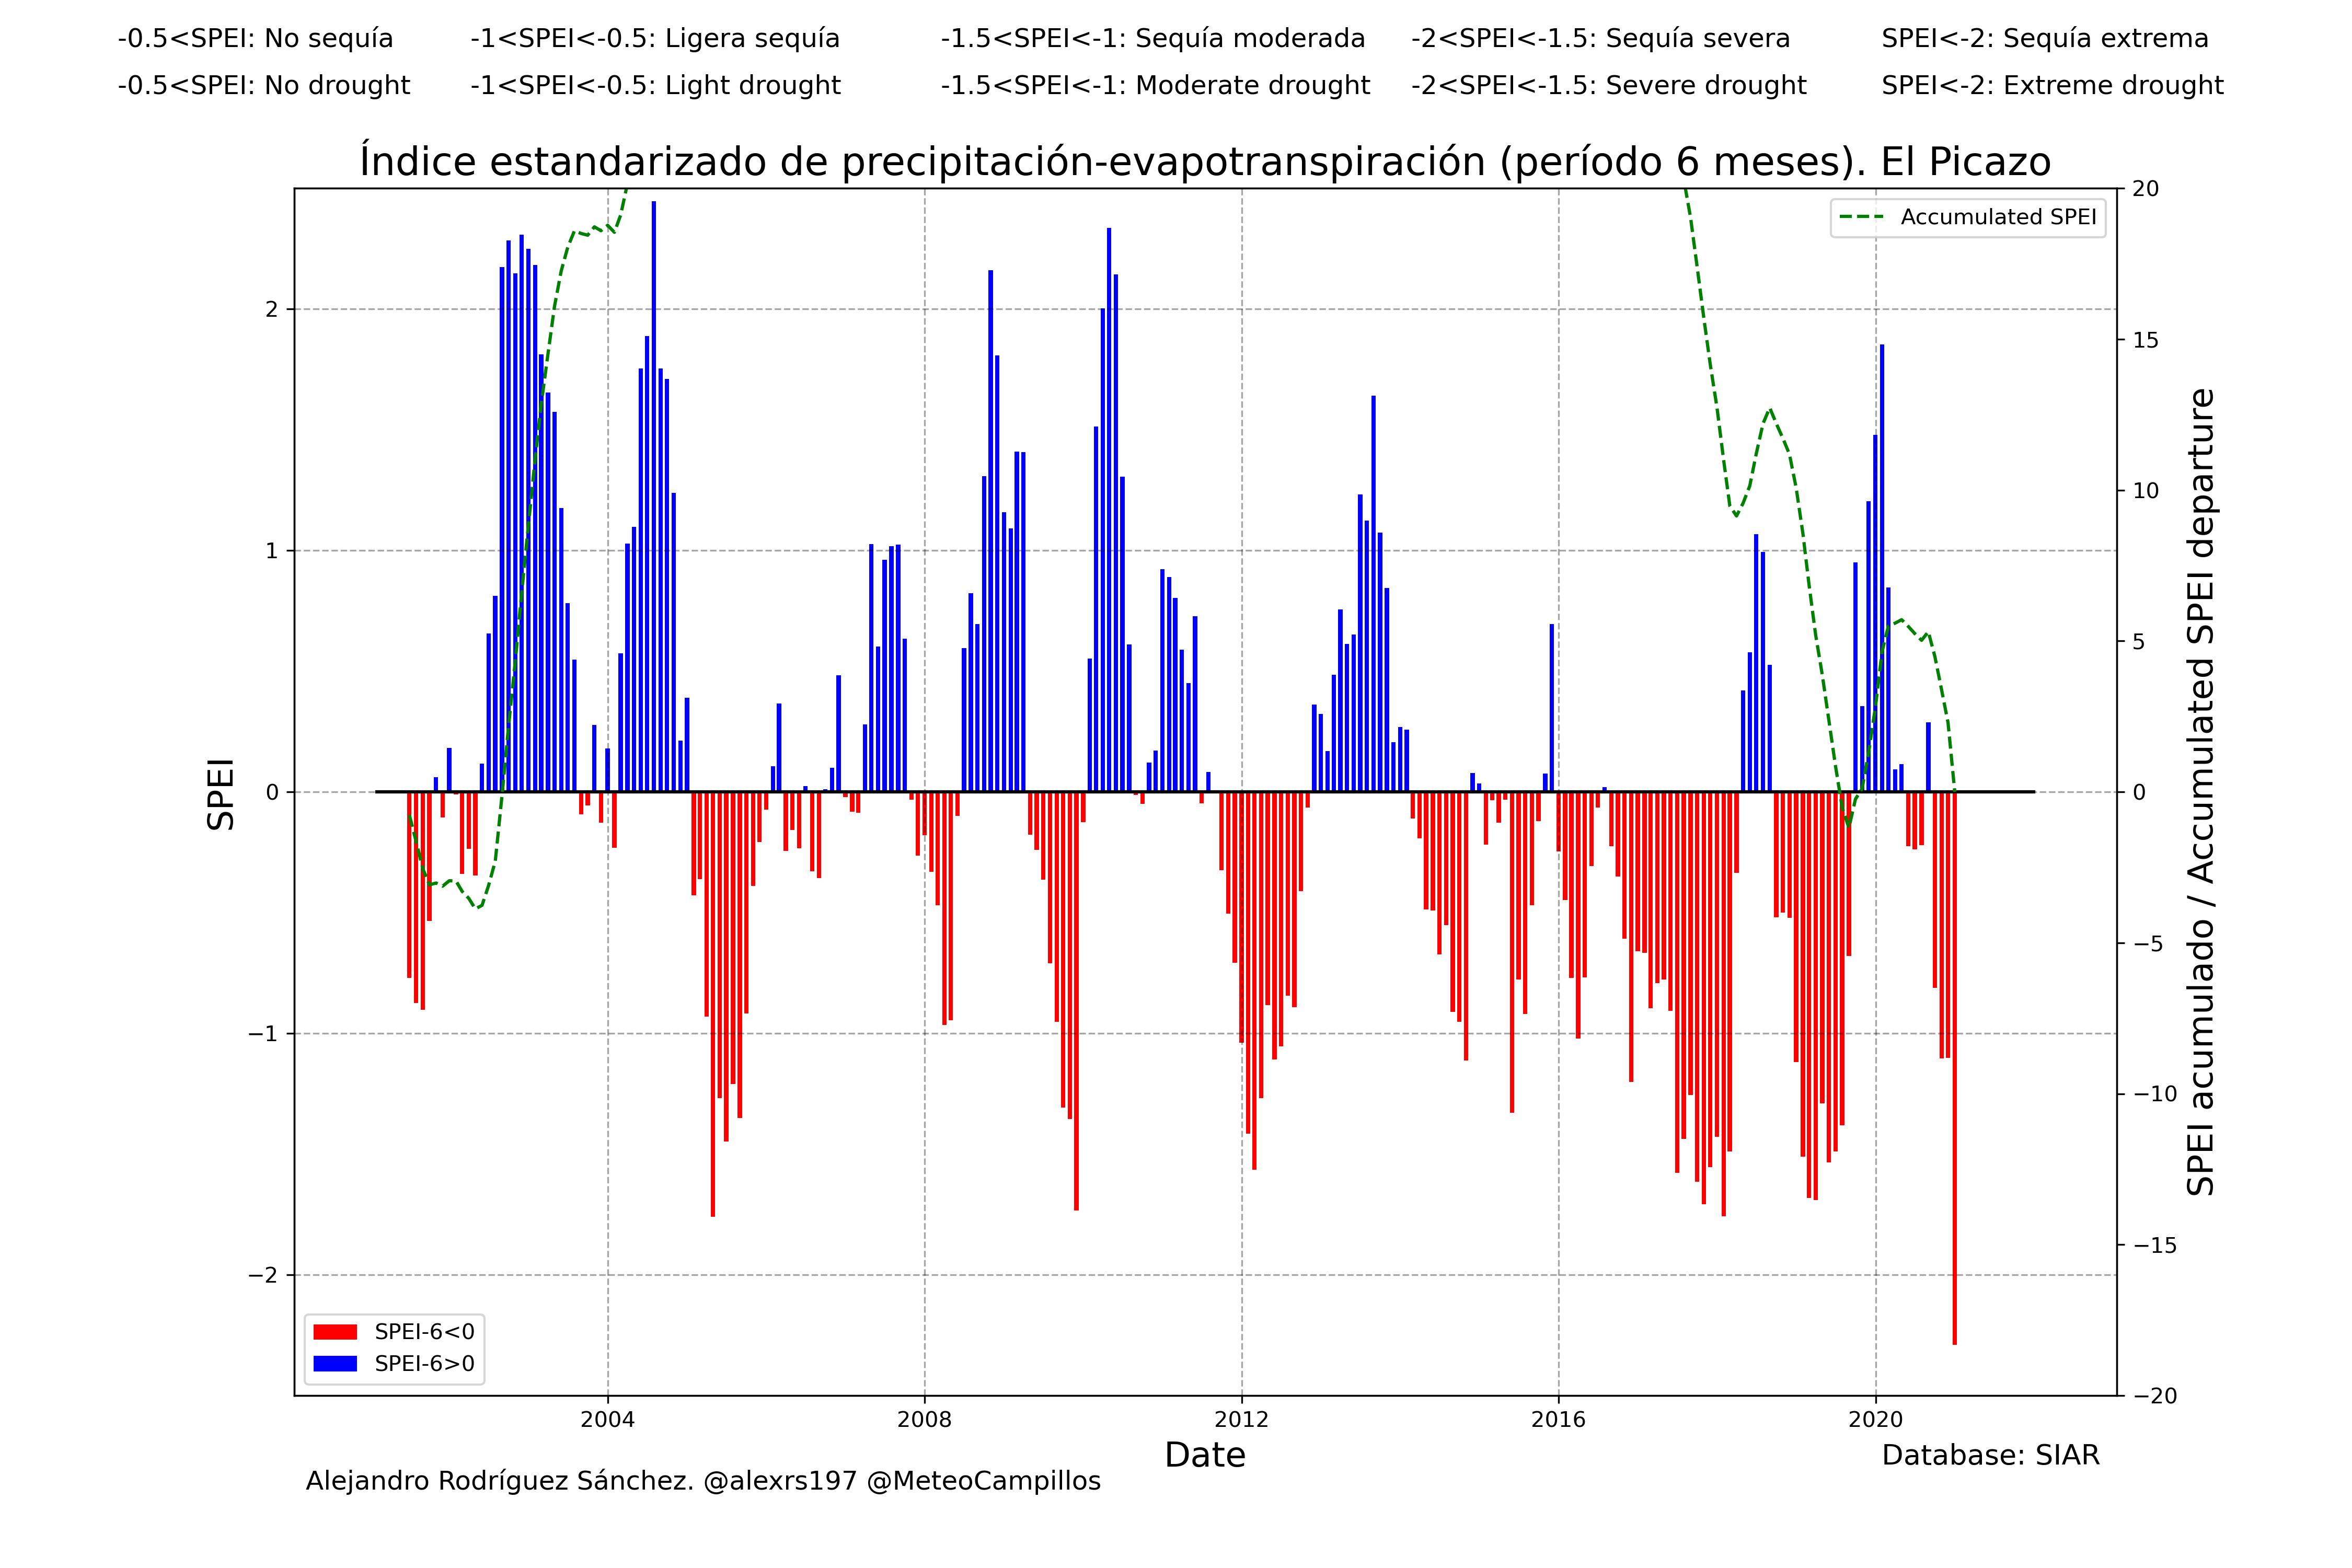 -0.5<SPEI: No sequía -1<SPEI<-0.5: Ligera sequía -1.5<SPEI<-1: Sequía moderada -2<SPEI<-1.5: Sequía severa SPEI<-2: Sequía extrema
-0.5<SPEI: No drought -1<SPEI<-0.5: Light drought -1.5<SPEI<-1: Moderate drought -2<SPEI<-1.5: Severe drought SPEI<-2: Extreme drought
Índice estandarizado de precipitación-evapotranspiración (período 6 meses). El Picazo
Accumulated SPEI
SPEI
2
1
0
−1
−2
20
15
10
5
0
−5
−10
−15
−20
SPEI acumulado / Accumulated SPEI departure
SPEI-6<0
SPEI-6>0
2004 2008 2012 2016 2020
Date
Database: SIAR
Alejandro Rodríguez Sánchez. @alexrs197 @MeteoCampillos